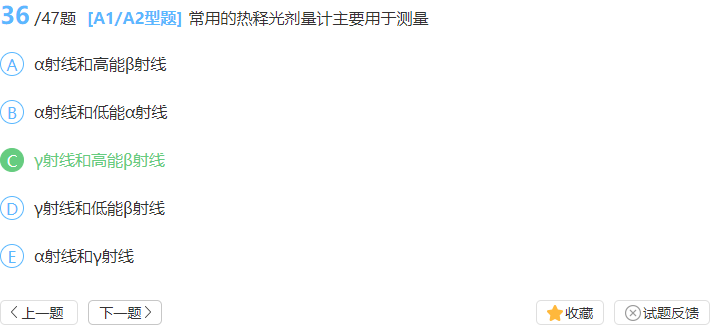 36/47题 [A1/A2型题] 常用的热释光剂量计主要用于测量
A α射线和高能β射线
B α射线和低能α射线
C γ射线和高能β射线
D γ射线和低能β射线
E α射线和γ射线
上一题 下一题 收藏 试题反馈